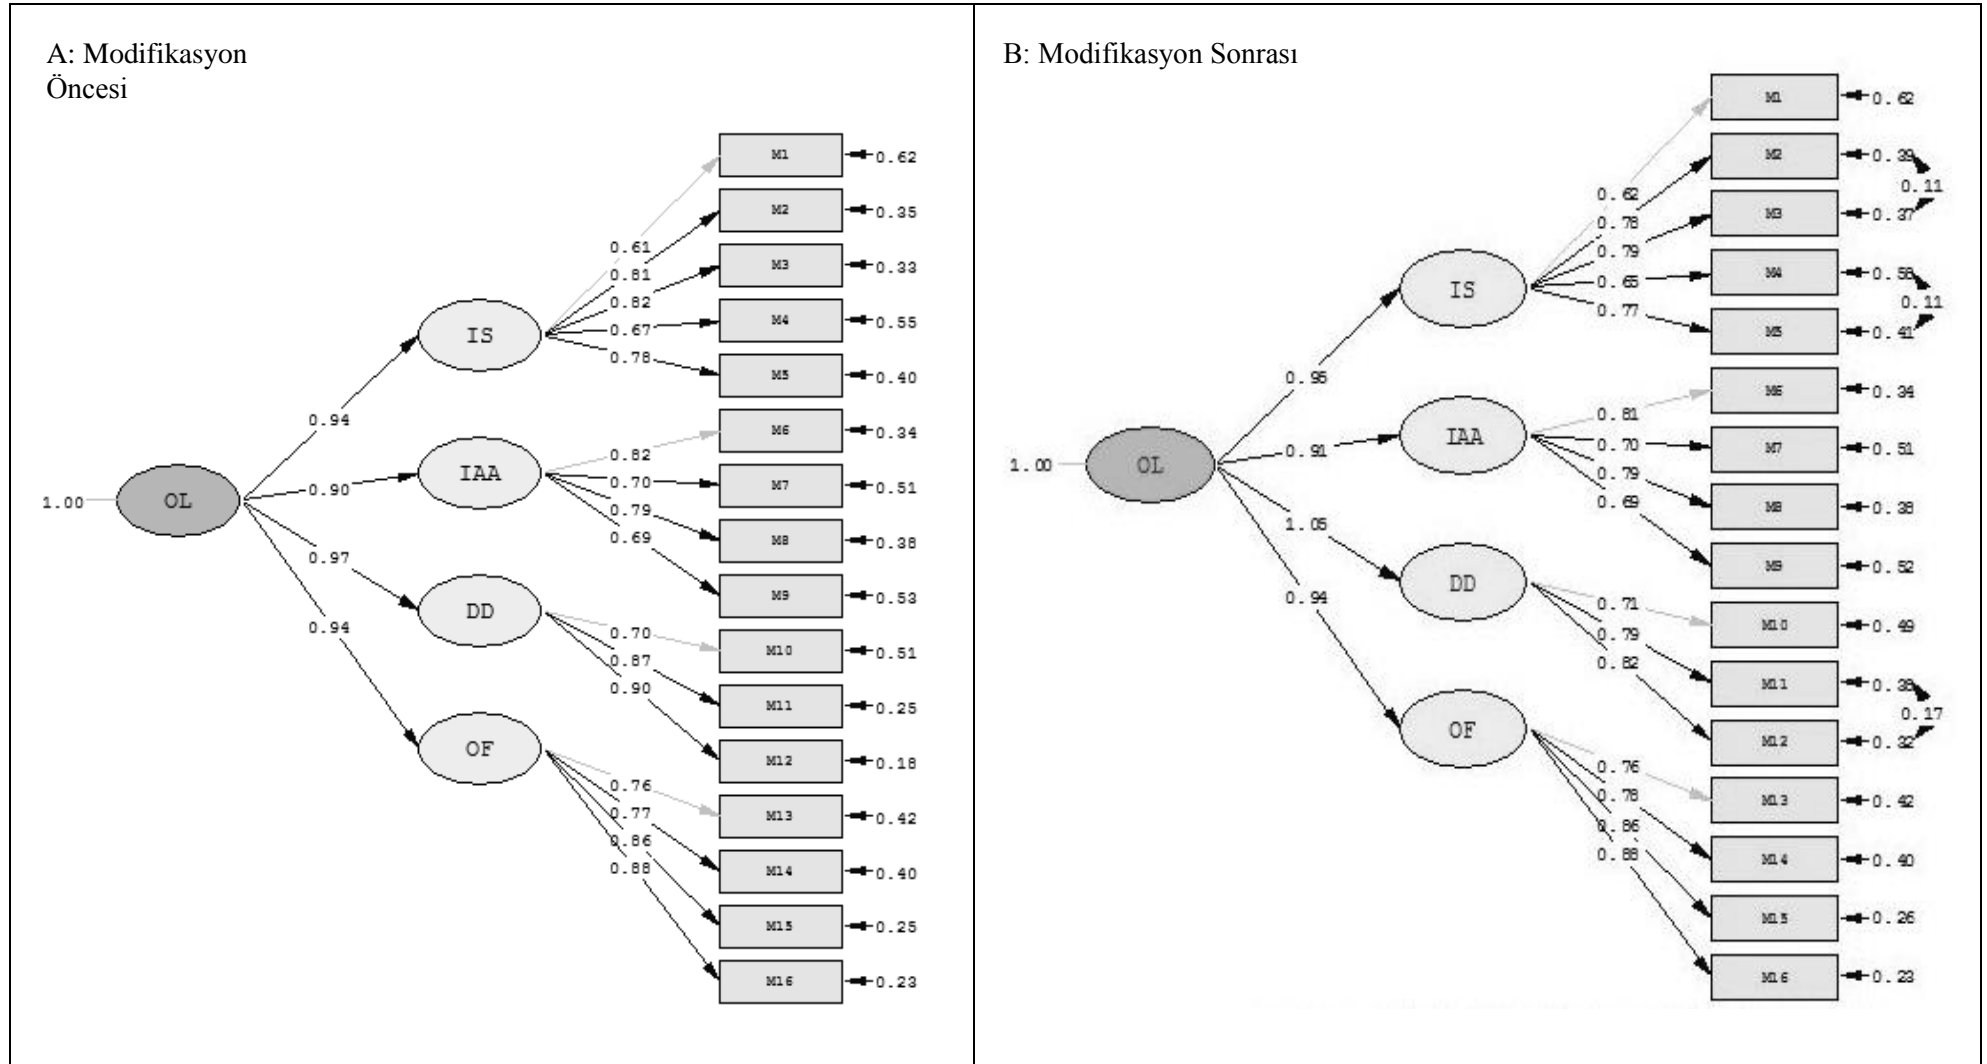 A: Modifikasyon
Öncesi
M1 0.62
M2 0.35
0.61
0.81
M3 0.33
0.82
IS
0.67
M4 0.55
0.78
M5 0.40
0.94
M6 0.34
0.82
IAA
0.70
M7 0.51
0.90
1.00
OL
0.79
M8 0.38
0.69
0.97
M9 0.53
DD
0.94
0.70
M10 0.51
0.87
0.90
M11 0.25
OF
M12 0.18
0.76
M13 0.42
0.77
0.86
M14 0.40
0.88
M15 0.25
M16 0.23
B: Modifikasyon Sonrası
M1 0.62
M2 0.39
0.11
0.62
M3 0.37
0.78
0.79
M4
IS
0.65
0.11
0.77
M5 0.41
0.95
M6 0.34
0.81
IAA
0.70
M7 0.51
0.91
1.00
OL
0.79
M8 0.38
0.69
1.05
M9 0.52
DD
0.94
0.71
M10 0.49
0.79
0.82
M11 0.38
0.17
OF
M12 0.32
0.76
M13 0.42
0.78
0.86
0.88
M14 0.40
M15 0.26
M16 0.23